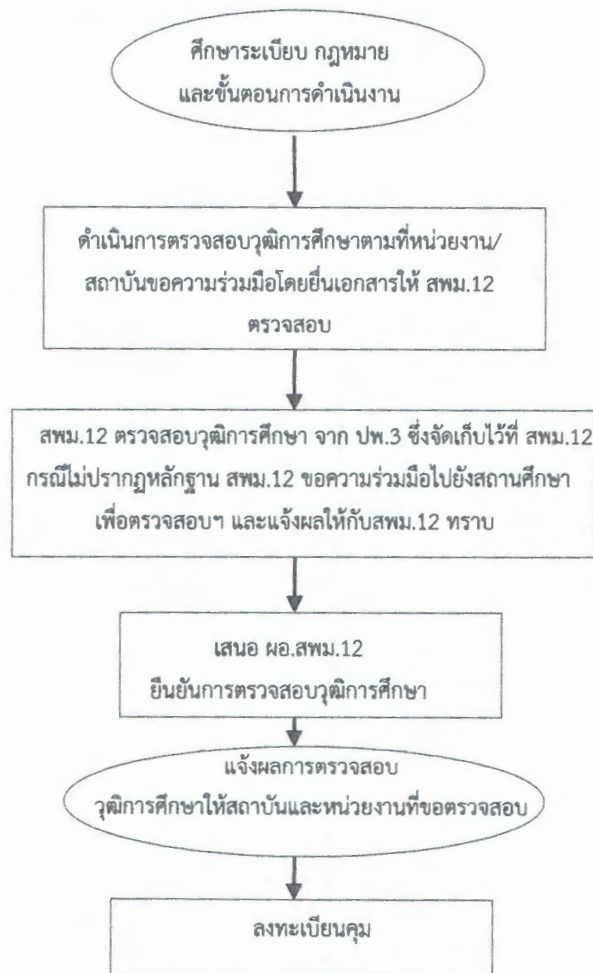 ศึกษาระเบียบ กฎหมาย
และขั้นตอนการดำเนินงาน
ดำเนินการตรวจสอบวุฒิการศึกษาตามที่หน่วยงาน/
สถาบันขอความร่วมมือโดยยื่นเอกสารให้ สพม.12
ตรวจสอบ
สพม.12 ตรวจสอบวุฒิการศึกษา จาก ปพ.3 ซึ่งจัดเก็บไว้ที่ สพม.12
กรณีไม่ปรากฏหลักฐาน สพม.12 ขอความร่วมมือไปยังสถานศึกษา
เพื่อตรวจสอบฯ และแจ้งผลให้กับสพม.12 ทราบ
เสนอ ผอ.สพม.12
ยืนยันการตรวจสอบวุฒิการศึกษา
แจ้งผลการตรวจสอบ
วุฒิการศึกษาให้สถาบันและหน่วยงานที่ขอตรวจสอบ
ลงทะเบียนคุม